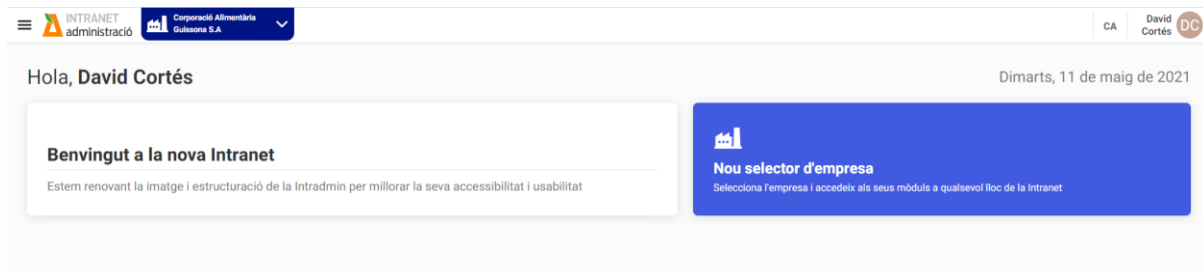 INTRANET
administració
Corporació Alimentària
Guissona S.A
CA
David
Cortés
DC
Hola, David Cortés
Dimarts, 11 de maig de 2021
Benvingut a la nova Intranet
Estem renovant la imatge i estructuració de la Intradmin per millorar la seva accessibilitat i usabilitat
Nou selector d'empresa
Selecciona l'empresa i accedeix als seus mòduls a qualsevol lloc de la Intranet